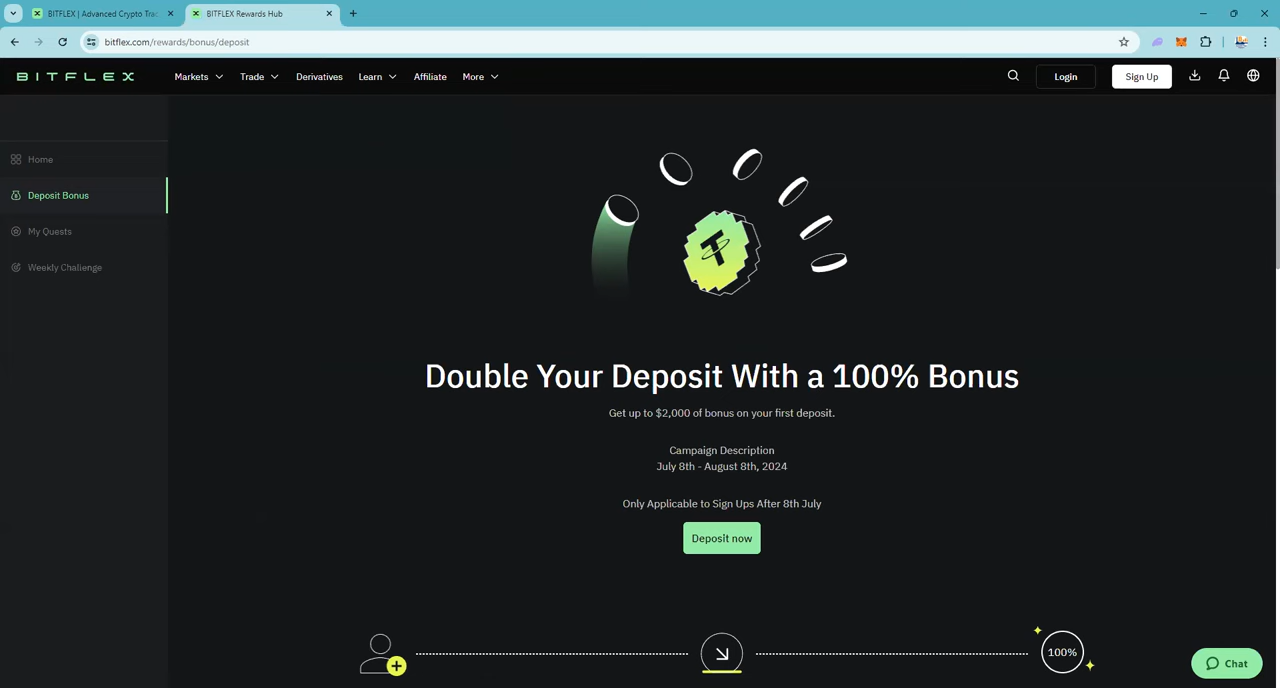 BITFLEX | Advanced Crypto Tra
BITFLEX Rewards Hub
bitflex.com/rewards/bonus/deposit
BITFLEX
Markets
Trade
Derivatives
Learn
Affiliate
More
Login
Sign Up
Home
Deposit Bonus
My Quests
Weekly Challenge
Double Your Deposit With a 100% Bonus
Get up to $2,000 of bonus on your first deposit.
Campaign Description
July 8th - August 8th, 2024
Only Applicable to Sign Ups After 8th July
Deposit now
100%
Chat